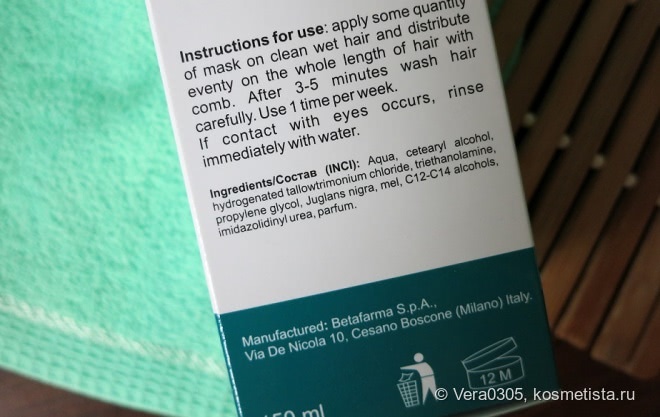 Instructions for use: apply some quantity
of mask on clean wet hair and distribute
eventy on the whole length of hair with
comb. After 3-5 minutes wash hair
carefully. Use 1 time per week.
If contact with eyes occurs, rinse
immediately with water.
Ingredients/Состав (INCI): Aqua, cetearyl alcohol,
hydrogenated tallowtrimonium chloride, triethanolamine,
propylene glycol, Juglans nigra, mel, C12-C14 alcohols,
imidazolidinyl urea, parfum.
Manufactured: Betafarma S.p.A.,
Via De Nicola 10, Cesano Boscone (Milano) Italy.
12 M
150 ml
© Vera0305, kosmetista.ru